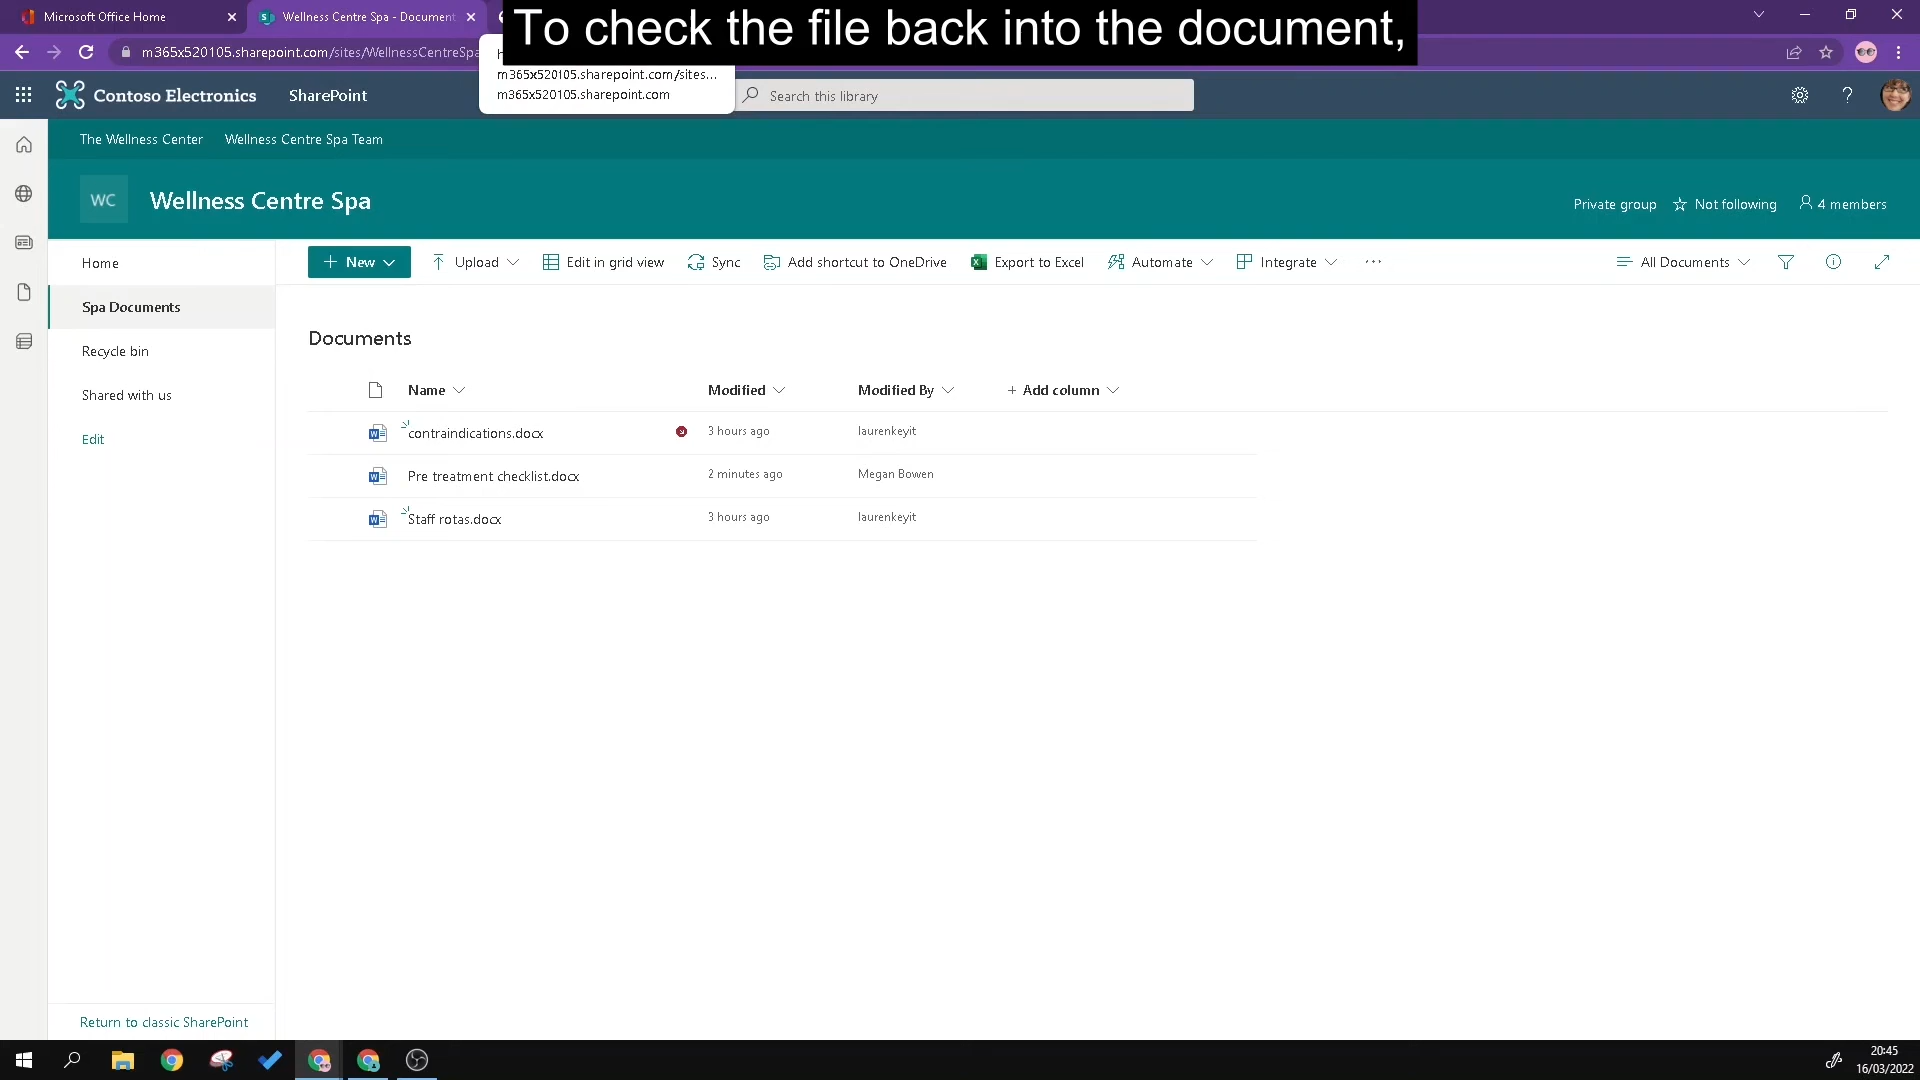 Microsoft Office Home
Wellness Centre Spa - Document
To check the file back into the document,
m365x520105.sharepoint.com/sites/WellnessCentreSpa
m365x520105.sharepoint.com/sites...
m365x520105.sharepoint.com
Contoso Electronics
SharePoint
Search this library
The Wellness Center
Wellness Centre Spa Team
WC
Wellness Centre Spa
Private group
Not following
4 members
Home
Spa Documents
Recycle bin
Shared with us
Edit
New
Upload
Edit in grid view
Sync
Add shortcut to OneDrive
Export to Excel
Automate
Integrate
...
All Documents
Documents
Name
Modified
Modified By
+ Add column
contraindications.docx
3 hours ago
laurenkeyit
Pre treatment checklist.docx
2 minutes ago
Megan Bowen
Staff rotas.docx
3 hours ago
laurenkeyit
Return to classic SharePoint
20:45
16/03/2022